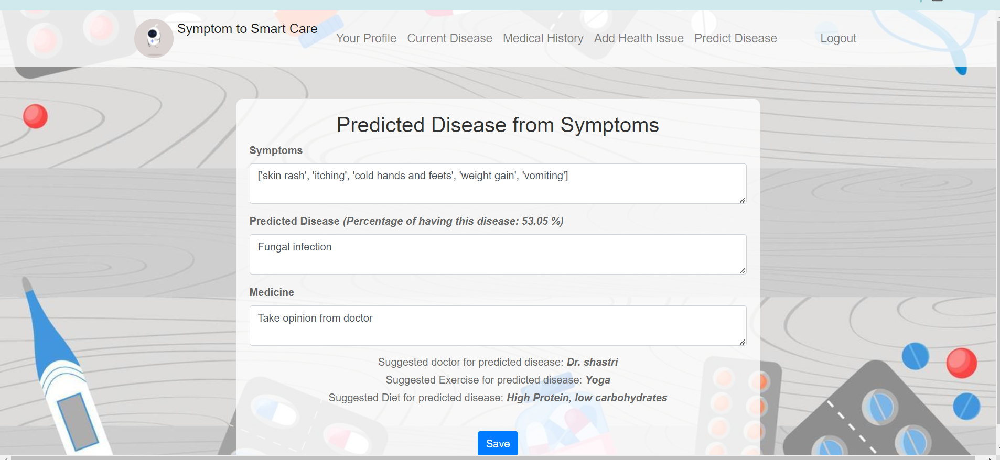 Symptom to Smart Care
Your Profile Current Disease Medical History Add Health Issue Predict Disease Logout
Predicted Disease from Symptoms
Symptoms
['skin rash', 'itching', 'cold hands and feets', 'weight gain', 'vomiting']
Predicted Disease (Percentage of having this disease: 53.05 %)
Fungal infection
Medicine
Take opinion from doctor
Suggested doctor for predicted disease: Dr. shastri
Suggested Exercise for predicted disease: Yoga
Suggested Diet for predicted disease: High Protein, low carbohydrates
Save